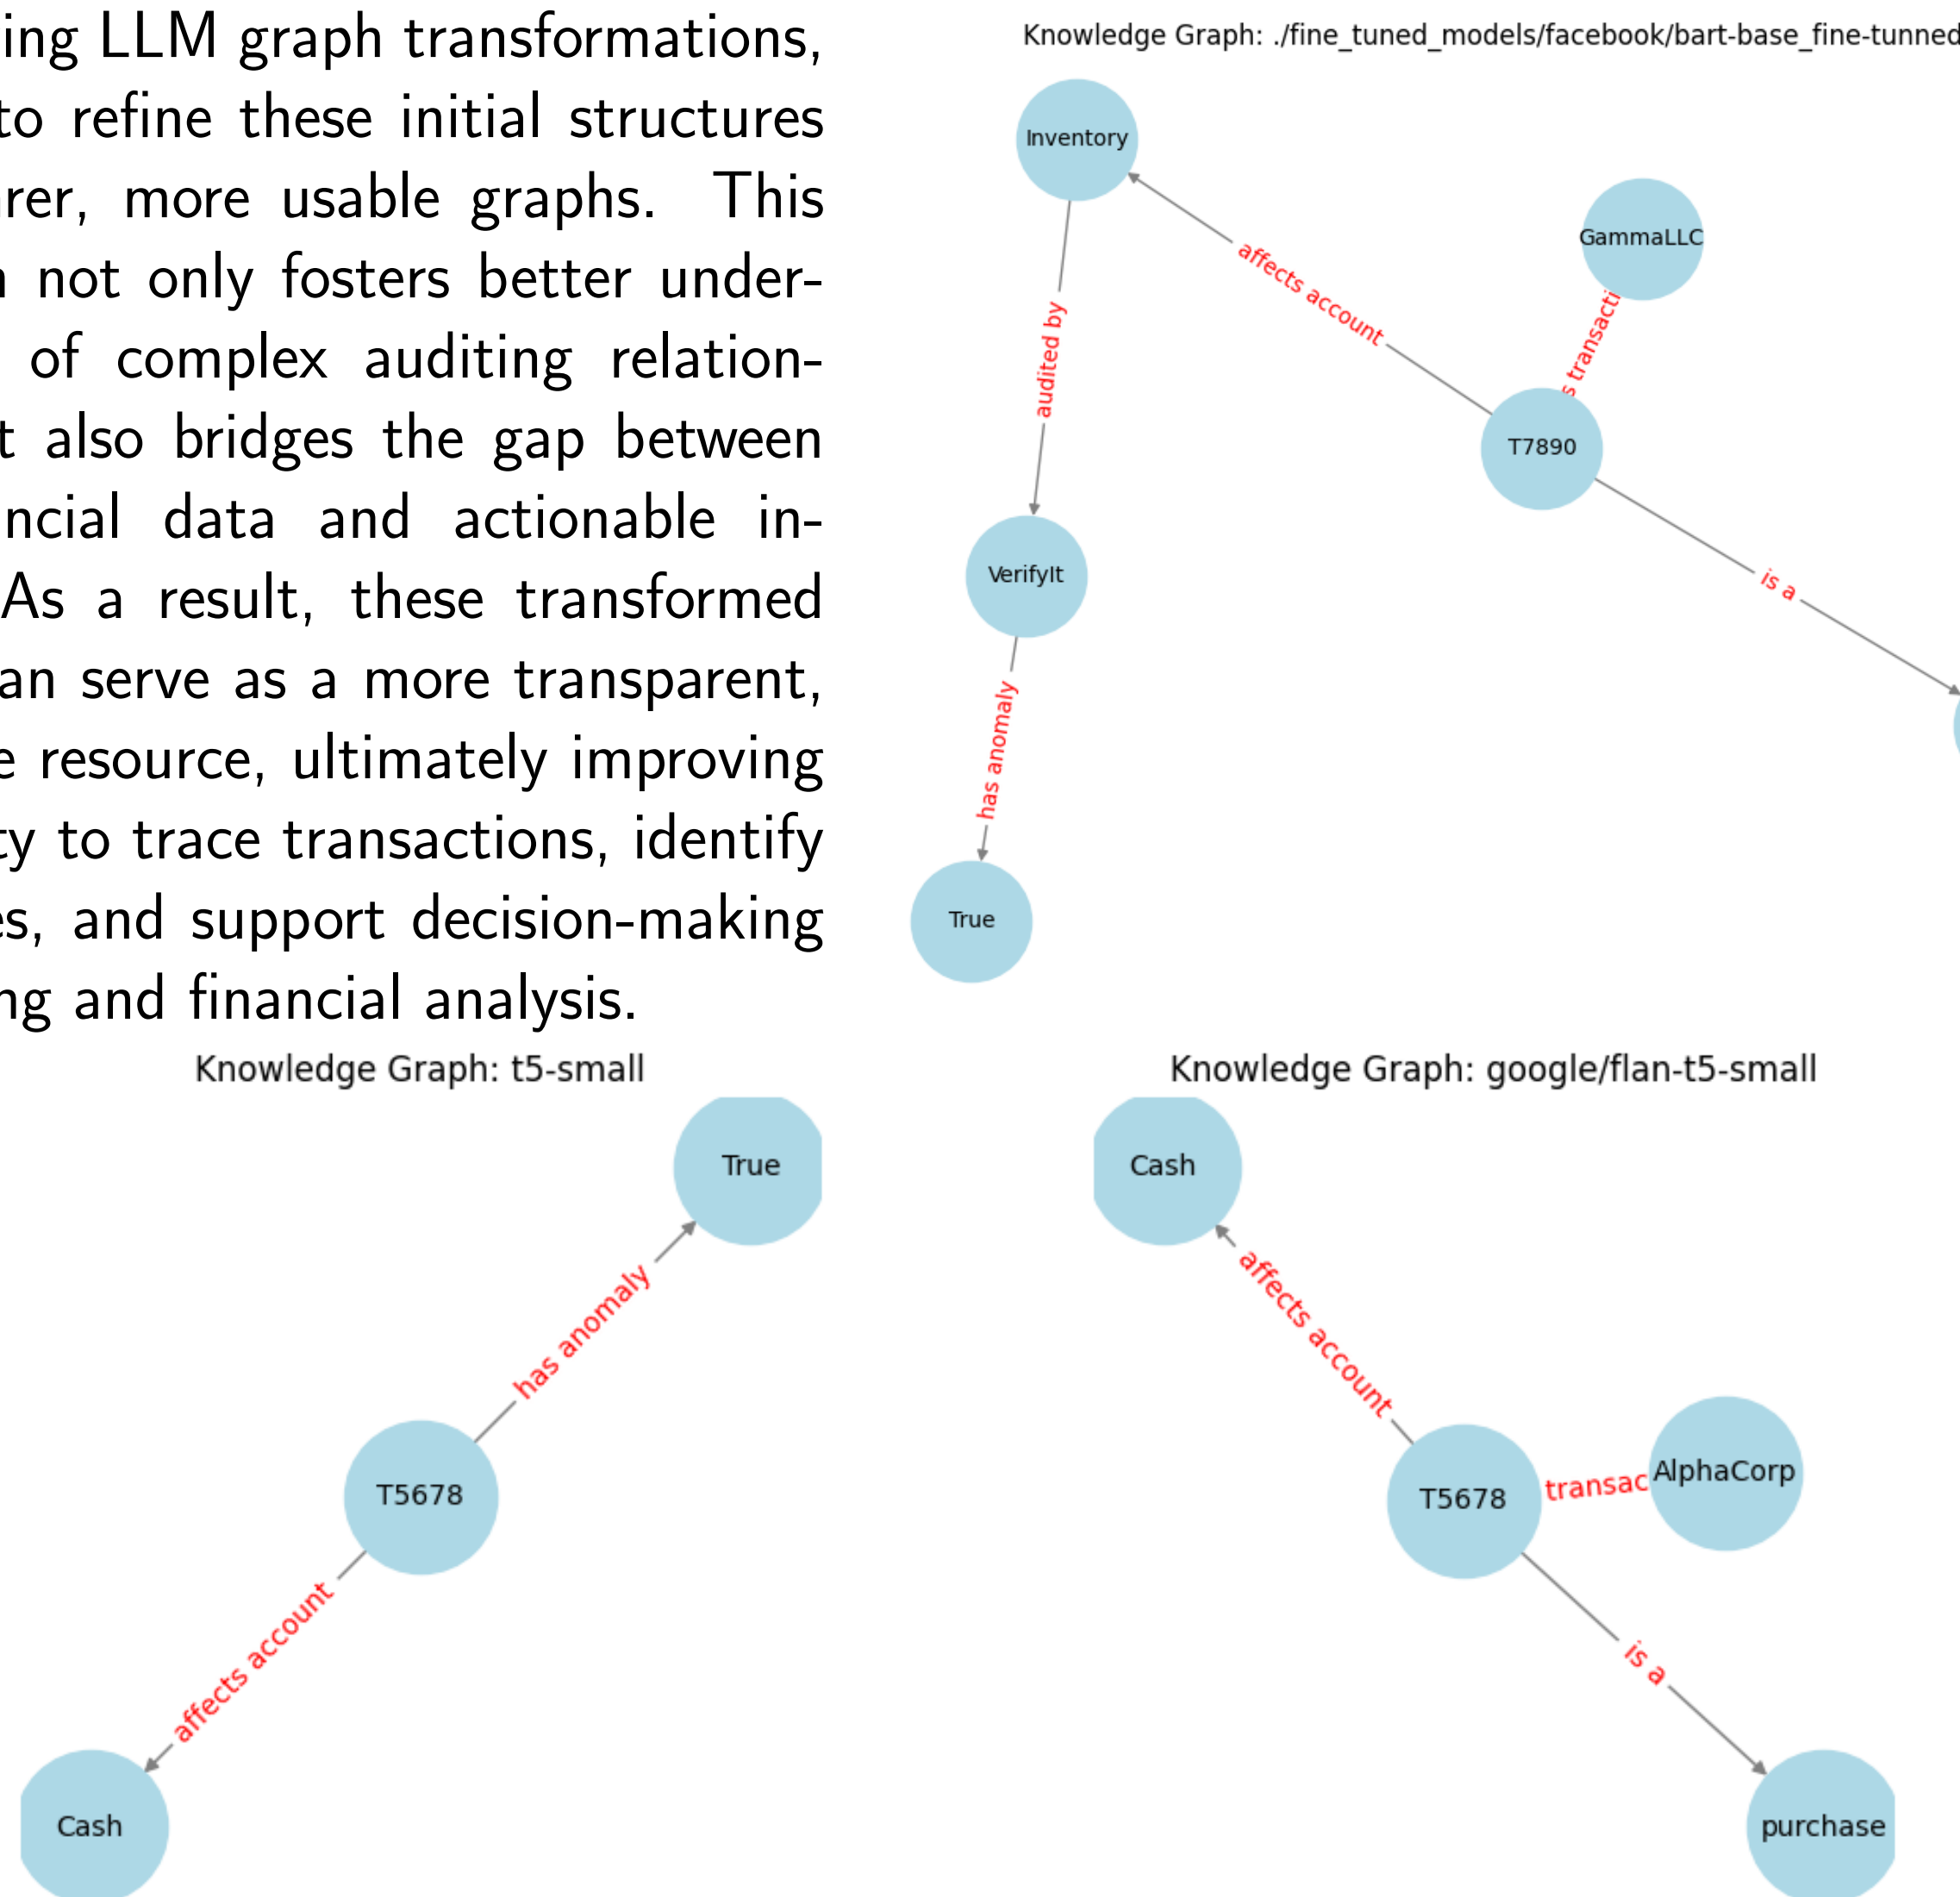 ing LLM graph transformations,
to refine these initial structures
rer, more usable graphs. This
not only fosters better under-
of complex auditing relation-
t also bridges the gap between
ncial data and actionable in-
As a result, these transformed
an serve as a more transparent,
e resource, ultimately improving
ty to trace transactions, identify
es, and support decision-making
ng and financial analysis.
Knowledge Graph: ./fine_tuned_models/facebook/bart-base_fine-tunned
Inventory
GammaLLC
affects account
s transacti
audited by
T7890
VerifyIt
is a
has anomaly
True
Knowledge Graph: t5-small
True
has anomaly
T5678
affects account
Cash
Knowledge Graph: google/flan-t5-small
Cash
affects account
AlphaCorp
transac
T5678
is a
purchase